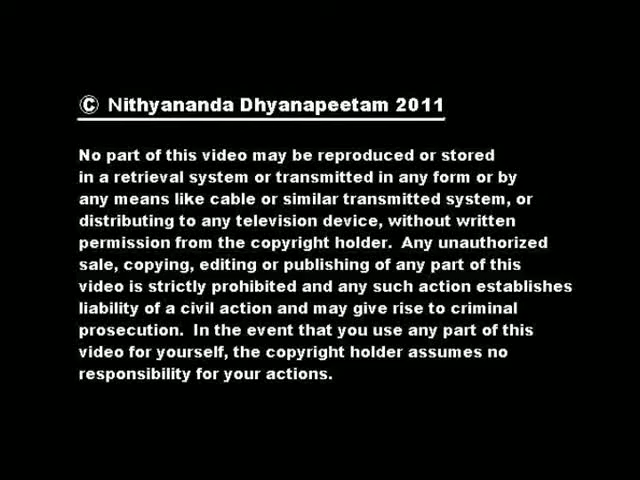 © Nithyananda Dhyanapeetam 2011
No part of this video may be reproduced or stored
in a retrieval system or transmitted in any form or by
any means like cable or similar transmitted system, or
distributing to any television device, without written
permission from the copyright holder.  Any unauthorized
sale, copying, editing or publishing of any part of this
video is strictly prohibited and any such action establishes
liability of a civil action and may give rise to criminal
prosecution.  In the event that you use any part of this
video for yourself, the copyright holder assumes no
responsibility for your actions.